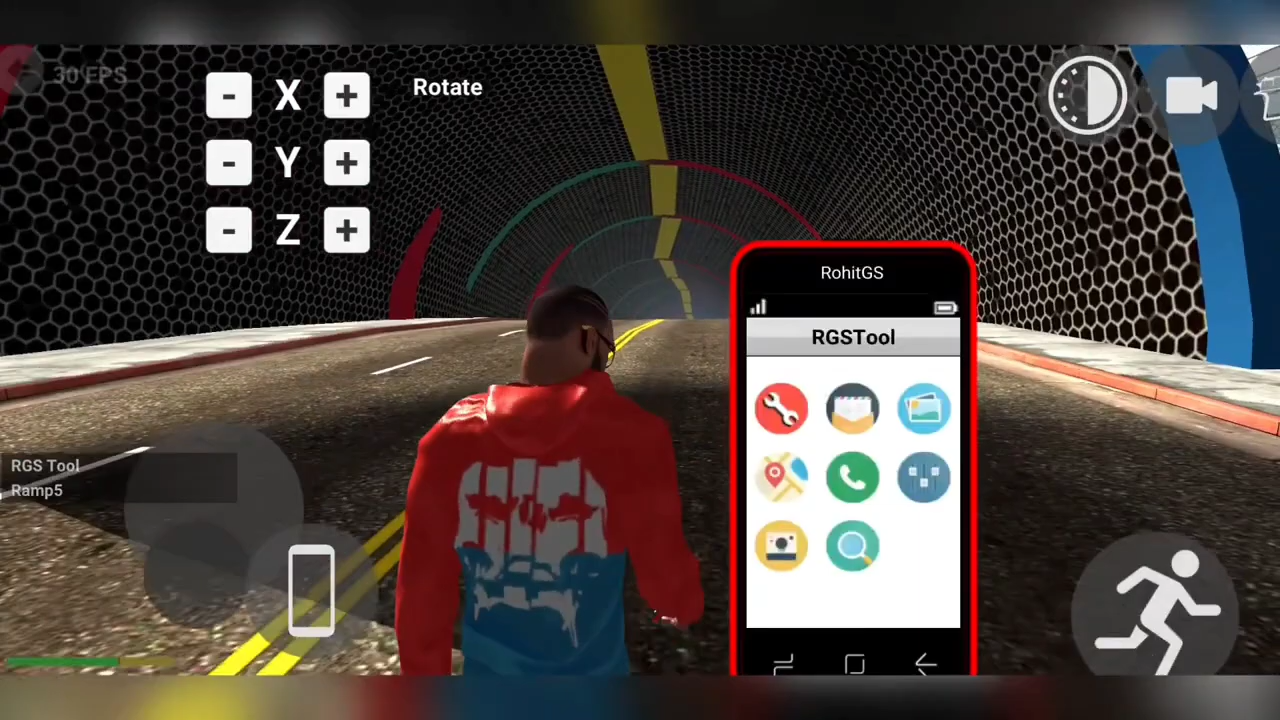 30 FPS
- X + Rotate
- Y +
- Z +
RohitGS
RGSTool
RGS Tool
Ramp5